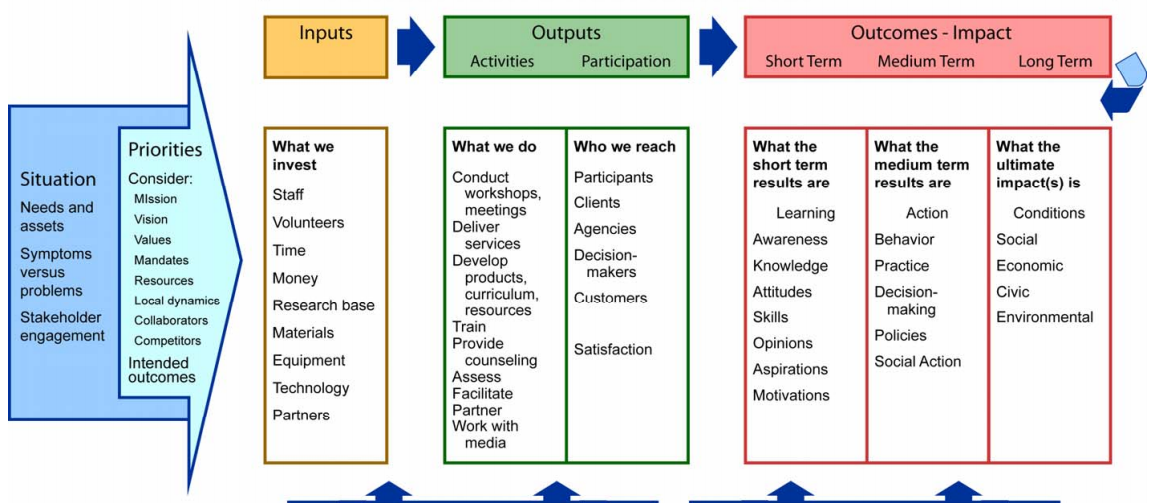 Inputs
Outputs
Activities
Participation
Outcomes - Impact
Short Term
Medium Term
Long Term
Situation
Needs and
assets
Symptoms
versus
problems
Stakeholder
engagement
Priorities
Consider:
MIssion
Vision
Values
Mandates
Resources
Local dynamics
Collaborators
Competitors
Intended
outcomes
What we
invest
Staff
Volunteers
Time
Money
Research base
Materials
Equipment
Technology
Partners
What we do
Conduct
workshops,
meetings
Deliver
services
Develop
products,
curriculum,
resources
Train
Provide
counseling
Assess
Facilitate
Partner
Work with
media
Who we reach
Participants
Clients
Agencies
Decision-
makers
Customers
Satisfaction
What the
short term
results are
Learning
Awareness
Knowledge
Attitudes
Skills
Opinions
Aspirations
Motivations
What the
medium term
results are
Action
Behavior
Practice
Decision-
making
Policies
Social Action
What the
ultimate
impact(s) is
Conditions
Social
Economic
Civic
Environmental